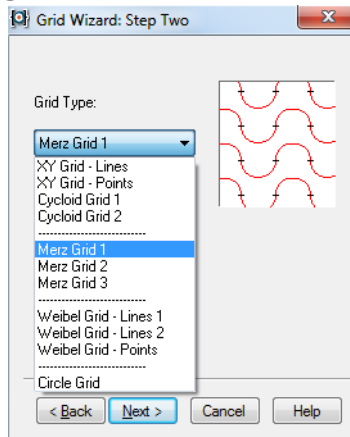 Grid Wizard: Step Two
Grid Type:
Merz Grid 1
XY Grid - Lines
XY Grid - Points
Cycloid Grid 1
Cycloid Grid 2
----------------------------
Merz Grid 1
Merz Grid 2
Merz Grid 3
----------------------------
Weibel Grid - Lines 1
Weibel Grid - Lines 2
Weibel Grid - Points
----------------------------
Circle Grid
< Back Next > Cancel Help